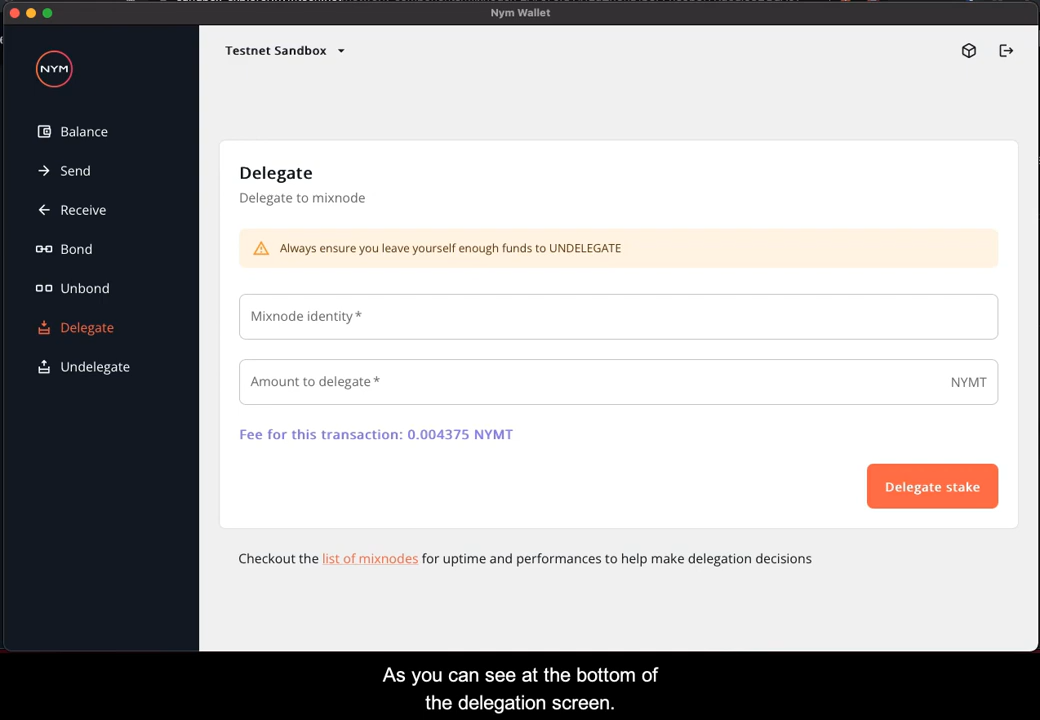 Nym Wallet
NYM
Testnet Sandbox
Balance
Send
Receive
Bond
Unbond
Delegate
Undelegate
Delegate
Delegate to mixnode
Always ensure you leave yourself enough funds to UNDELEGATE
Mixnode identity *
Amount to delegate * NYMT
Fee for this transaction: 0.004375 NYMT
Delegate stake
Checkout the list of mixnodes for uptime and performances to help make delegation decisions
As you can see at the bottom of
the delegation screen.